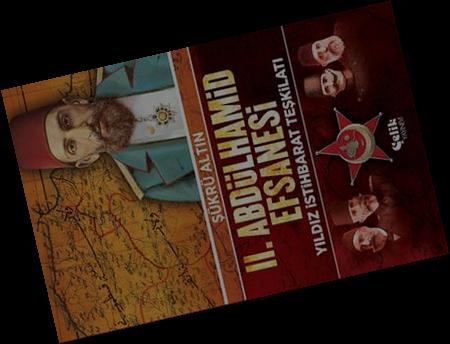 ŞÜKRÜ ALTIN
II. ABDÜLHAMİD
EFSANESİ
YILDIZ İSTİHBARAT TEŞKİLATI
Çelik